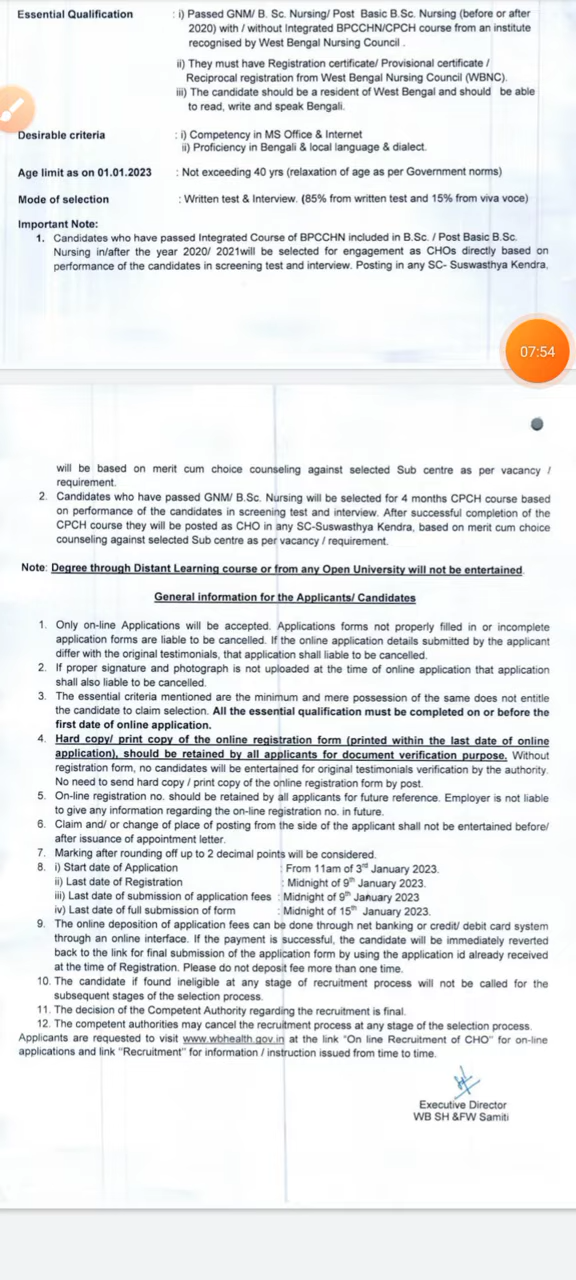 Essential Qualification : i) Passed GNM/ B. Sc. Nursing/ Post Basic B.Sc. Nursing (before or after
2020) with / without Integrated BPCCHN/CPCH course from an institute
recognised by West Bengal Nursing Council .
ii) They must have Registration certificate/ Provisional certificate /
Reciprocal registration from West Bengal Nursing Council (WBNC).
iii) The candidate should be a resident of West Bengal and should be able
to read, write and speak Bengali.
Desirable criteria : i) Competency in MS Office & Internet
ii) Proficiency in Bengali & local language & dialect.
Age limit as on 01.01.2023 : Not exceeding 40 yrs (relaxation of age as per Government norms)
Mode of selection : Written test & Interview. (85% from written test and 15% from viva voce)
Important Note:
1. Candidates who have passed Integrated Course of BPCCHN included in B.Sc. / Post Basic B.Sc.
Nursing in/after the year 2020/ 2021will be selected for engagement as CHOs directly based on
performance of the candidates in screening test and interview. Posting in any SC- Suswasthya Kendra,
07:54
will be based on merit cum choice counseling against selected Sub centre as per vacancy /
requirement.
2. Candidates who have passed GNM/ B.Sc. Nursing will be selected for 4 months CPCH course based
on performance of the candidates in screening test and interview. After successful completion of the
CPCH course they will be posted as CHO in any SC-Suswasthya Kendra, based on merit cum choice
counseling against selected Sub centre as per vacancy / requirement.
Note: Degree through Distant Learning course or from any Open University will not be entertained.
General information for the Applicants/ Candidates
1. Only on-line Applications will be accepted. Applications forms not properly filled in or incomplete
application forms are liable to be cancelled. If the online application details submitted by the applicant
differ with the original testimonials, that application shall liable to be cancelled.
2. If proper signature and photograph is not uploaded at the time of online application that application
shall also liable to be cancelled.
3. The essential criteria mentioned are the minimum and mere possession of the same does not entitle
the candidate to claim selection. All the essential qualification must be completed on or before the
first date of online application.
4. Hard copy/ print copy of the online registration form (printed within the last date of online
application), should be retained by all applicants for document verification purpose. Without
registration form, no candidates will be entertained for original testimonials verification by the authority.
No need to send hard copy / print copy of the online registration form by post.
5. On-line registration no. should be retained by all applicants for future reference. Employer is not liable
to give any information regarding the on-line registration no. in future.
6. Claim and/ or change of place of posting from the side of the applicant shall not be entertained before/
after issuance of appointment letter.
7. Marking after rounding off up to 2 decimal points will be considered.
8. i) Start date of Application : From 11am of 3rd January 2023.
ii) Last date of Registration : Midnight of 9th January 2023.
iii) Last date of submission of application fees : Midnight of 9th January 2023
iv) Last date of full submission of form : Midnight of 15th January 2023.
9. The online deposition of application fees can be done through net banking or credit/ debit card system
through an online interface. If the payment is successful, the candidate will be immediately reverted
back to the link for final submission of the application form by using the application id already received
at the time of Registration. Please do not deposit fee more than one time.
10. The candidate if found ineligible at any stage of recruitment process will not be called for the
subsequent stages of the selection process.
11. The decision of the Competent Authority regarding the recruitment is final.
12. The competent authorities may cancel the recruitment process at any stage of the selection process.
Applicants are requested to visit www.wbhealth.gov.in at the link "On line Recruitment of CHO" for on-line
applications and link "Recruitment" for information / instruction issued from time to time.
Executive Director
WB SH &FW Samiti